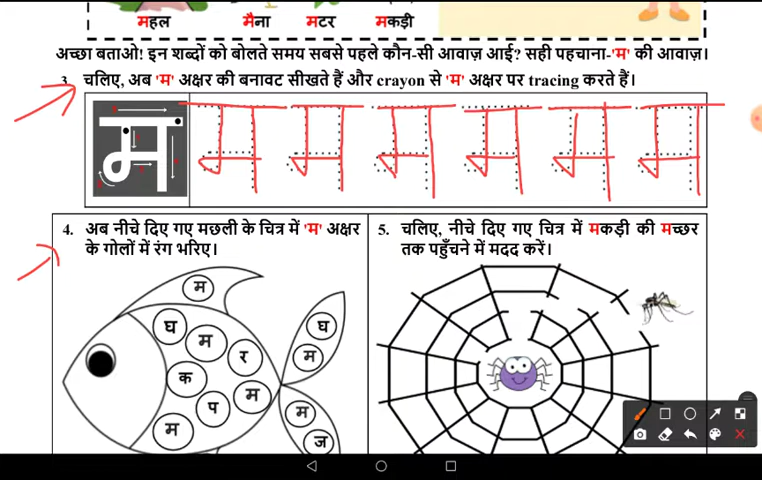 महल मैना मटर मकड़ी
अच्छा बताओ! इन शब्दों को बोलते समय सबसे पहले कौन-सी आवाज़ आई? सही पहचाना-'म' की आवाज़।
3. चलिए, अब 'म' अक्षर की बनावट सीखते हैं और crayon से 'म' अक्षर पर tracing करते हैं।
म म म म म म म
4. अब नीचे दिए गए मछली के चित्र में 'म' अक्षर
के गोलों में रंग भरिए।
5. चलिए, नीचे दिए गए चित्र में मकड़ी की मच्छर
तक पहुँचने में मदद करें।
म
घ म र
क
प म
म
घ
म
म
ज